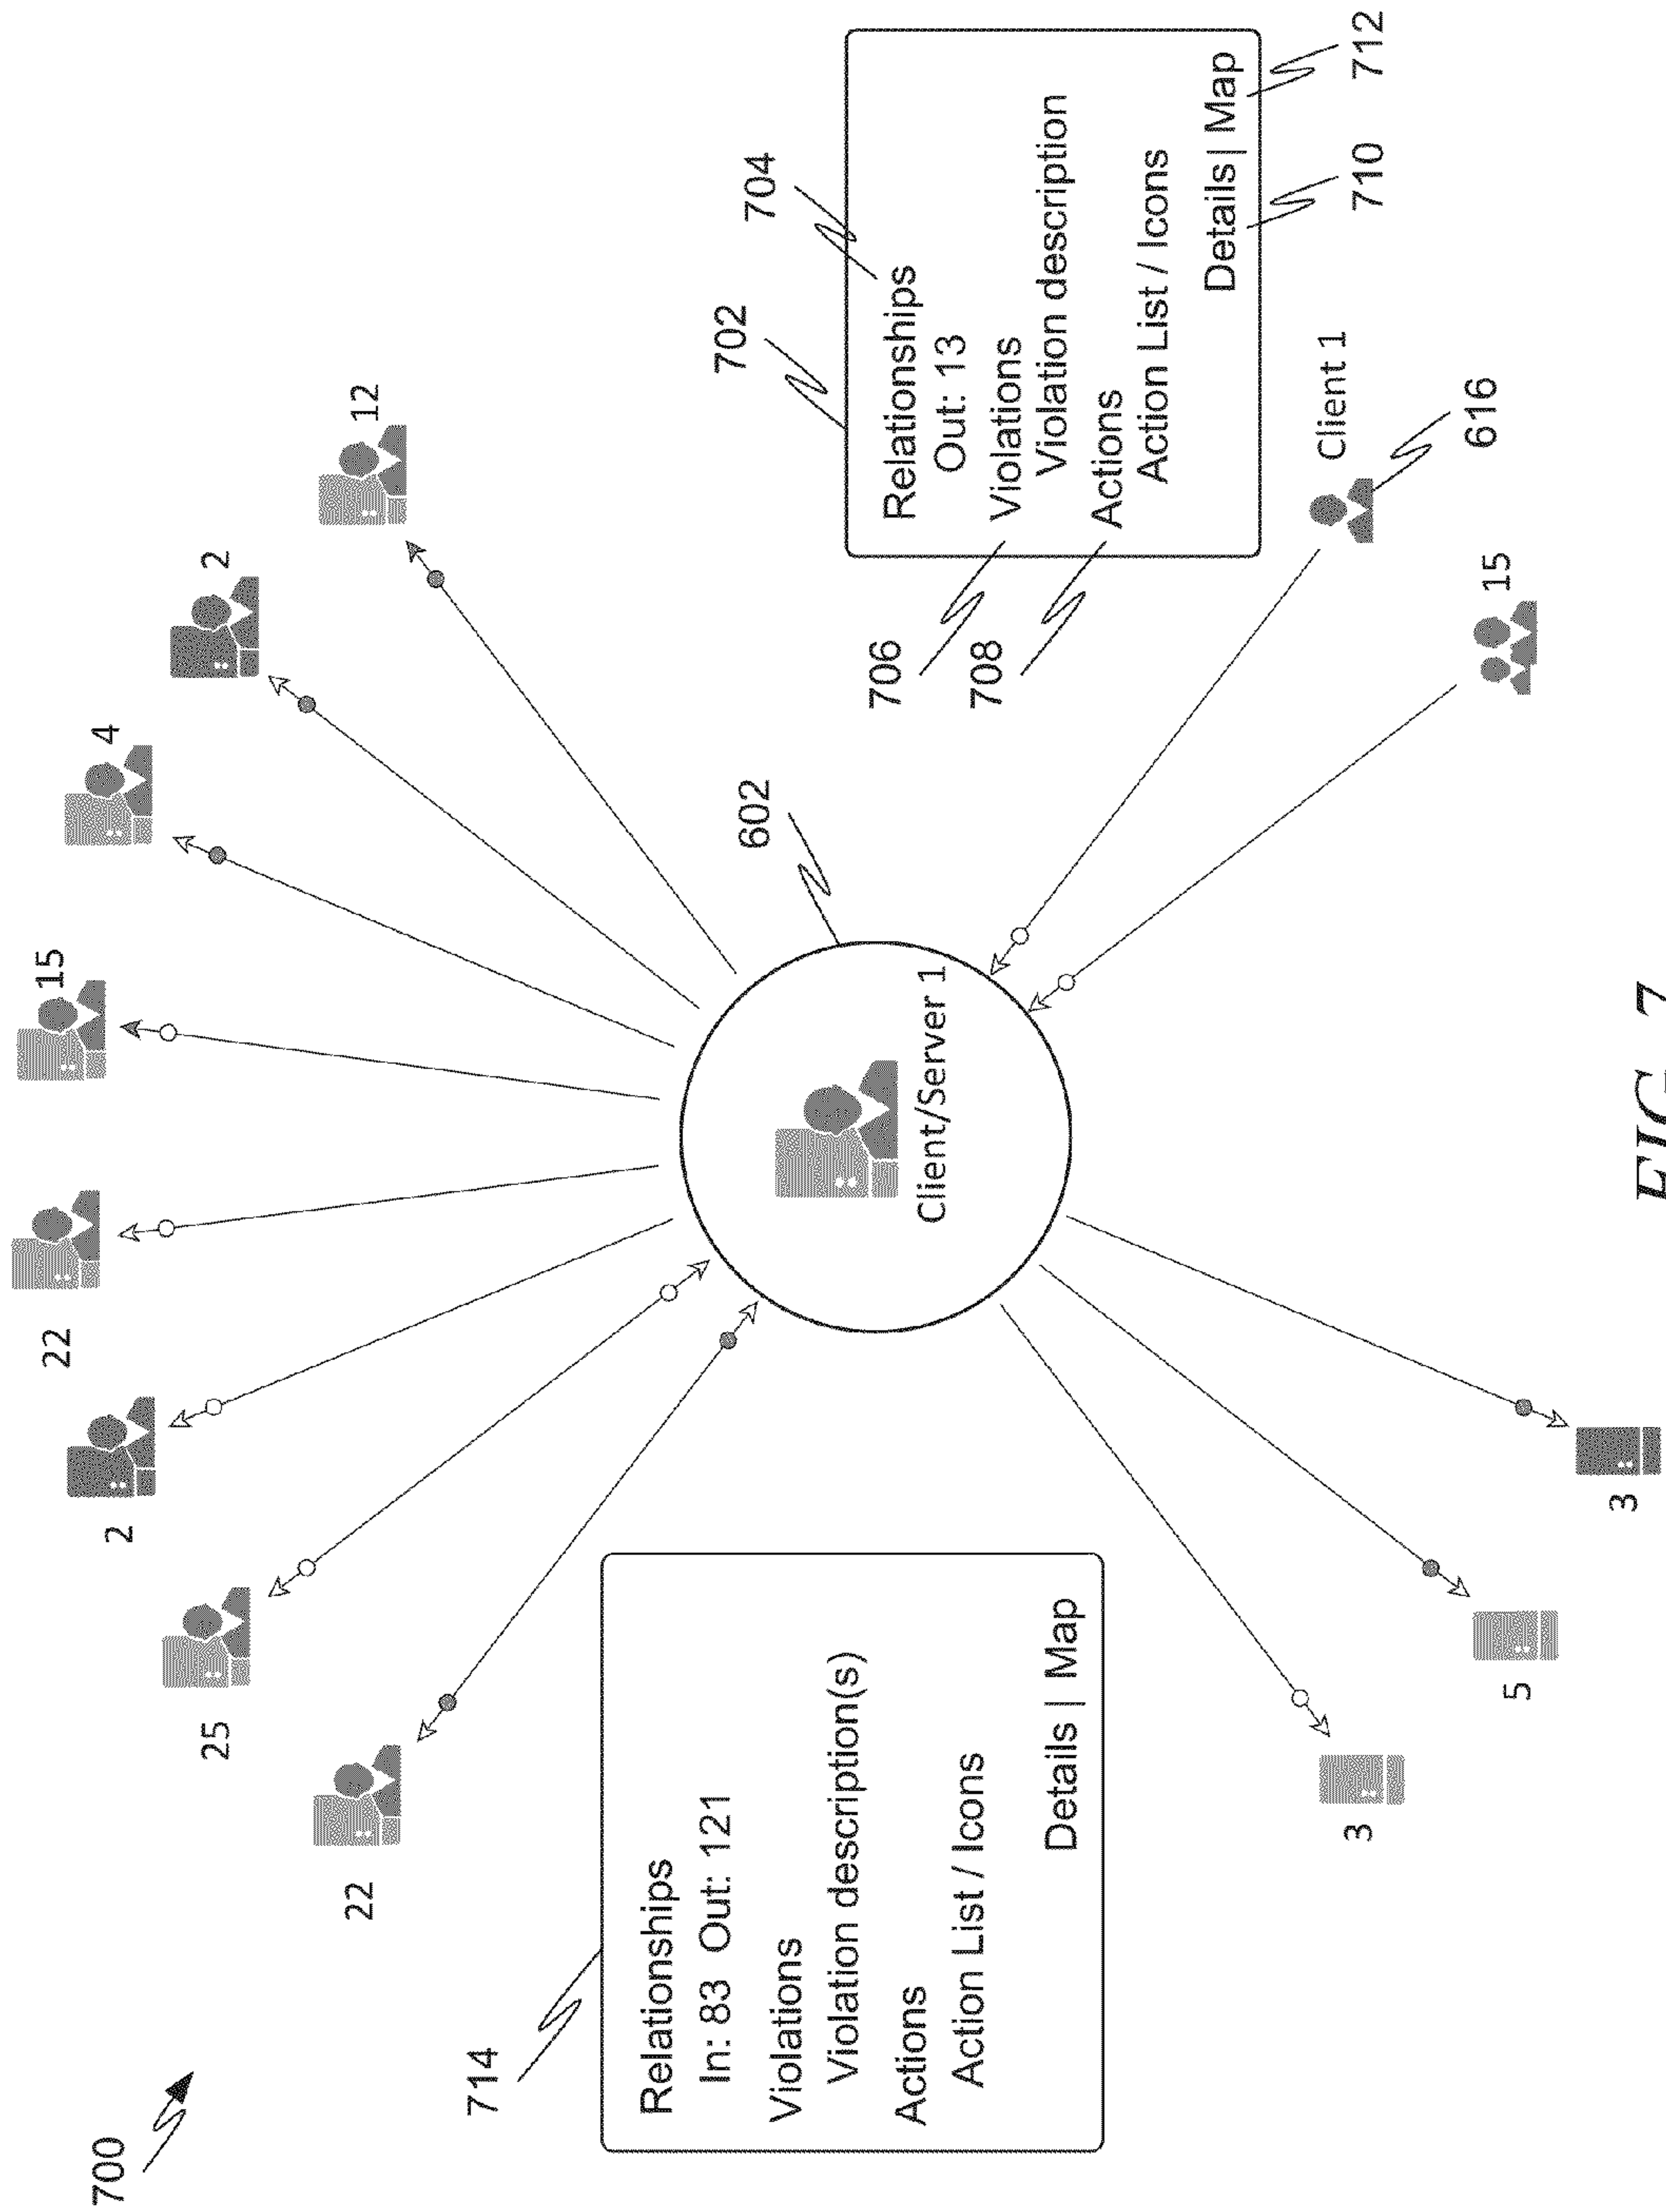 700
22
15
2
4
25
2
22
12
714
Relationships
In: 83 Out: 121
Violations
Violation description(s)
Actions
Action List / Icons
Details | Map
602
Client/Server 1
702
704
Relationships
Out: 13
706
Violations
Violation description
708
Actions
Action List / Icons
Details | Map
710
712
3
Client 1
616
5
15
3
FIG. 7